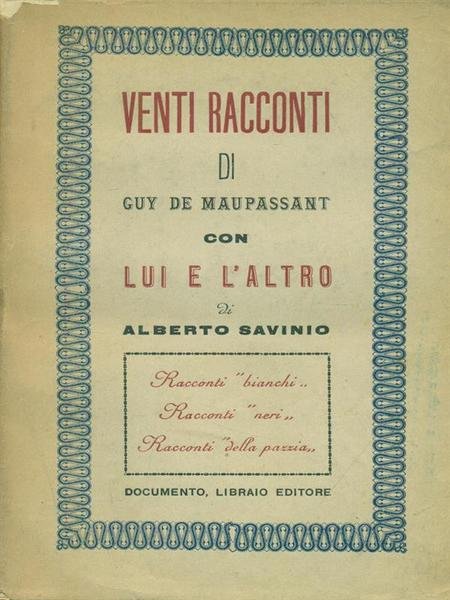 VENTI RACCONTI
DI
GUY DE MAUPASSANT
CON
LUI E L'ALTRO
di
ALBERTO SAVINIO
Racconti "bianchi„
Racconti "neri„
Racconti "della pazzia„
DOCUMENTO, LIBRAIO EDITORE